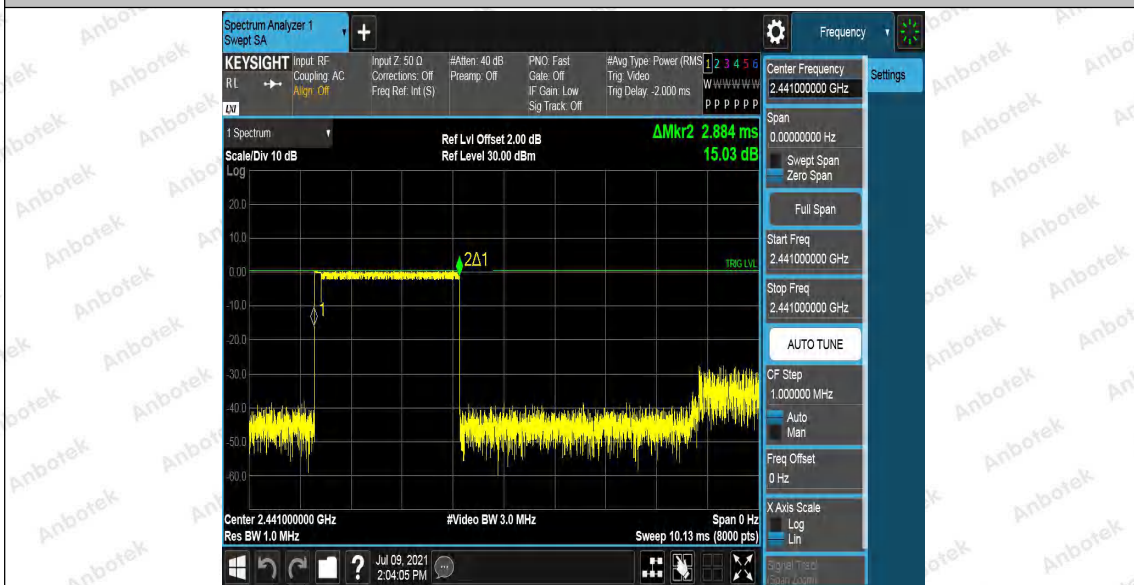 Spectrum Analyzer 1
Swept SA
+
Frequency
KEYSIGHT
RL
LXI
Input: RF
Coupling: AC
Align: Off
Input Z: 50 Ω
Corrections: Off
Freq Ref: Int (S)
#Atten: 40 dB
Preamp: Off
PNO: Fast
Gate: Off
IF Gain: Low
Sig Track: Off
#Avg Type: Power (RMS
Trig: Video
Trig Delay: -2.000 ms
1 2 3 4 5 6
W W W W W W
P P P P P P
1 Spectrum
Scale/Div 10 dB
Log
Ref Lvl Offset 2.00 dB
Ref Level 30.00 dBm
ΔMkr2 2.884 ms
15.03 dB
20.0
10.0
0.00
-10.0
-20.0
-30.0
-40.0
-50.0
-60.0
2Δ1
1
TRIG LVL
Center 2.441000000 GHz
Res BW 1.0 MHz
#Video BW 3.0 MHz
Span 0 Hz
Sweep 10.13 ms (8000 pts)
Jul 09, 2021
2:04:05 PM
?
Center Frequency
2.441000000 GHz
Settings
Span
0.00000000 Hz
Swept Span
Zero Span
Full Span
Start Freq
2.441000000 GHz
Stop Freq
2.441000000 GHz
AUTO TUNE
CF Step
1.000000 MHz
Auto
Man
Freq Offset
0 Hz
X Axis Scale
Log
Lin
Signal Track
(Span Zoom)
Anbotek